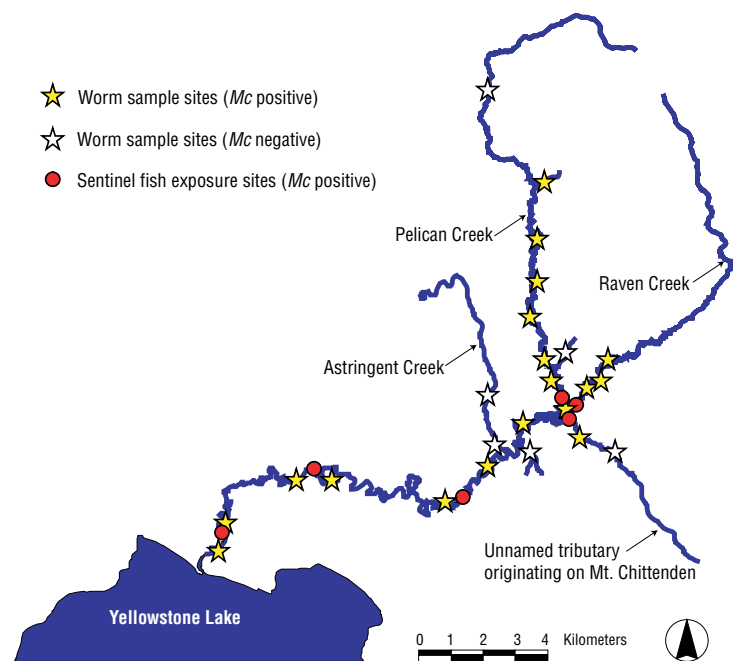 Worm sample sites (Mc positive)
Worm sample sites (Mc negative)
Sentinel fish exposure sites (Mc positive)
Pelican Creek
Raven Creek
Astringent Creek
Unnamed tributary
originating on Mt. Chittenden
Yellowstone Lake
0 1 2 3 4 Kilometers